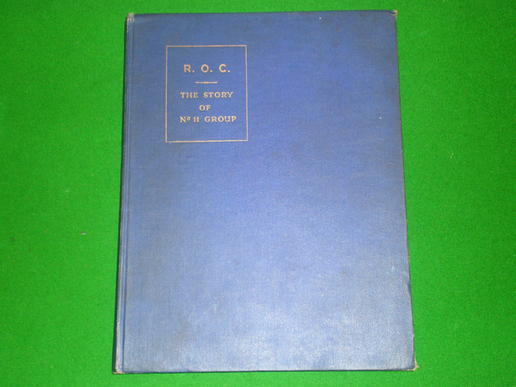 R. O. C.
THE STORY
OF
Nº 11 GROUP